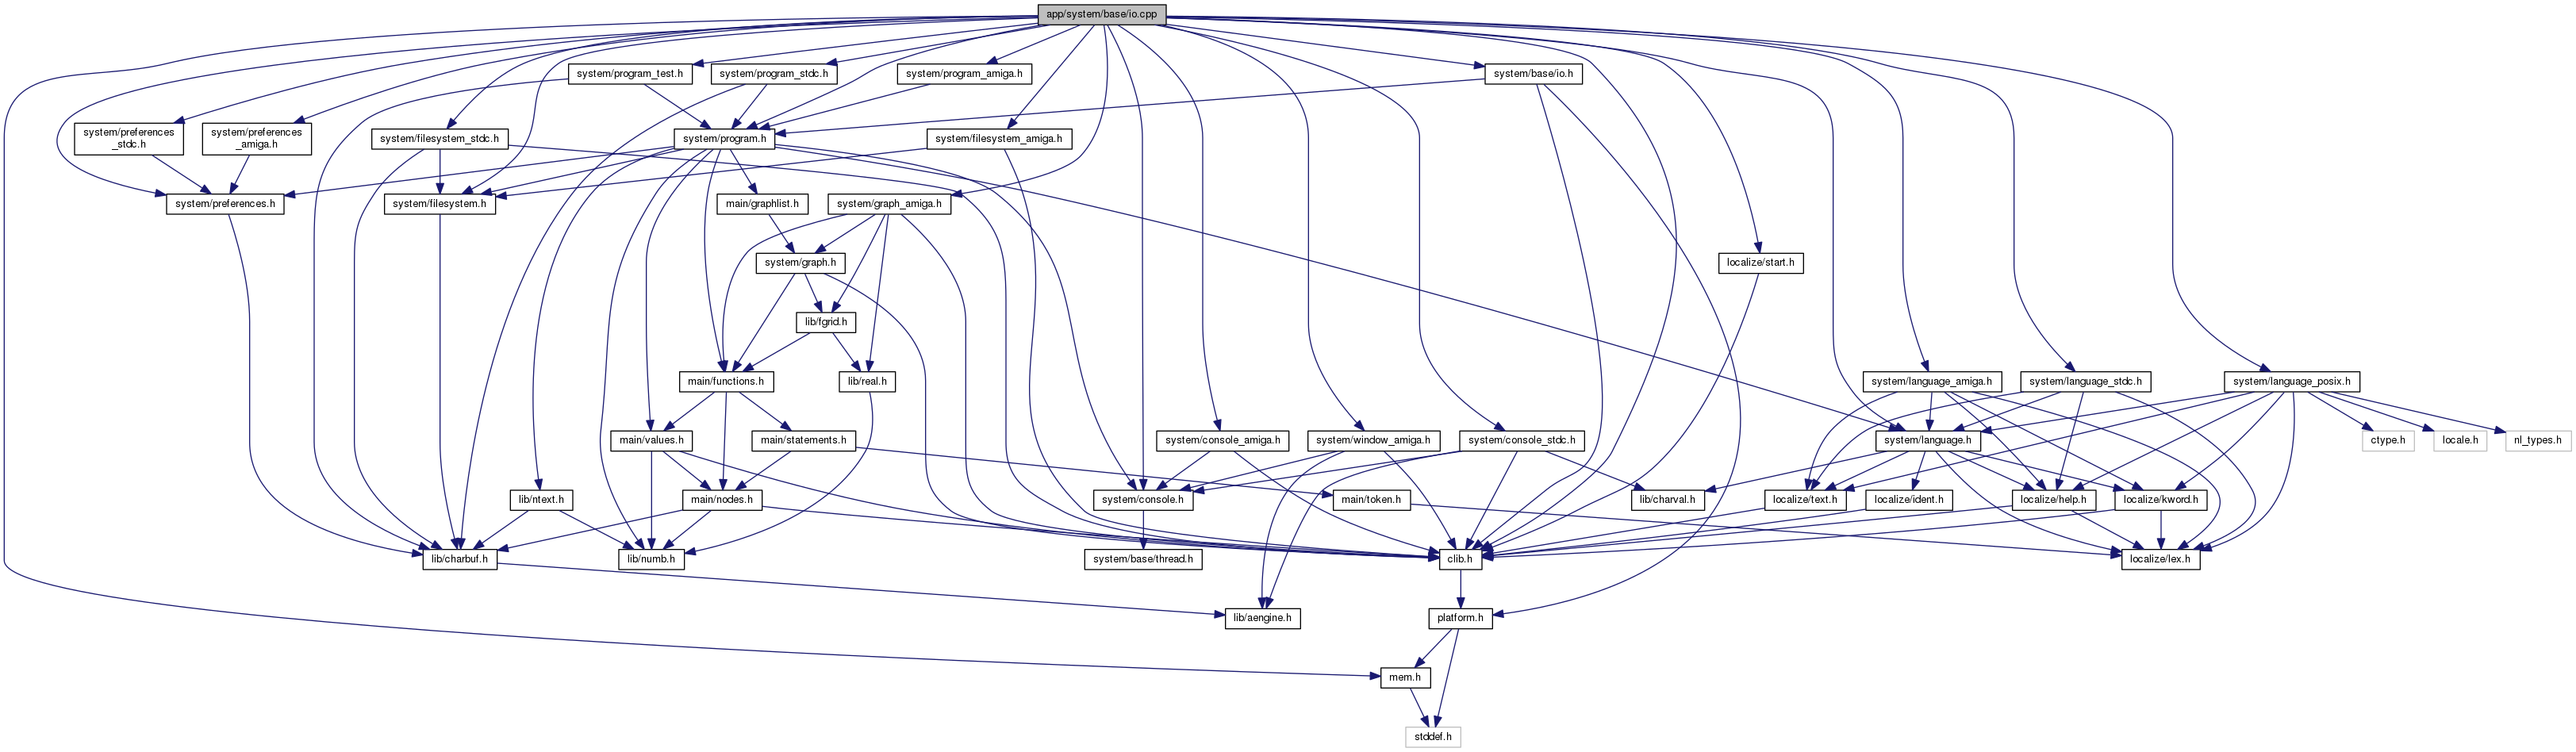 app/system/base/io.cpp
system/program_test.h
system/program_stdc.h
system/program_amiga.h
system/base/io.h
system/preferences
_stdc.h
system/preferences
_amiga.h
system/filesystem_stdc.h
system/program.h
system/filesystem_amiga.h
system/preferences.h
system/filesystem.h
main/graphlist.h
system/graph_amiga.h
system/graph.h
localize/start.h
lib/fgrid.h
main/functions.h
lib/real.h
system/language_amiga.h
system/language_stdc.h
system/language_posix.h
main/values.h
main/statements.h
system/console_amiga.h
system/window_amiga.h
system/console_stdc.h
system/language.h
ctype.h
locale.h
nl_types.h
lib/ntext.h
main/nodes.h
system/console.h
main/token.h
lib/charval.h
localize/text.h
localize/ident.h
localize/help.h
localize/kword.h
lib/charbuf.h
lib/numb.h
system/base/thread.h
clib.h
localize/lex.h
lib/aengine.h
platform.h
mem.h
stddef.h